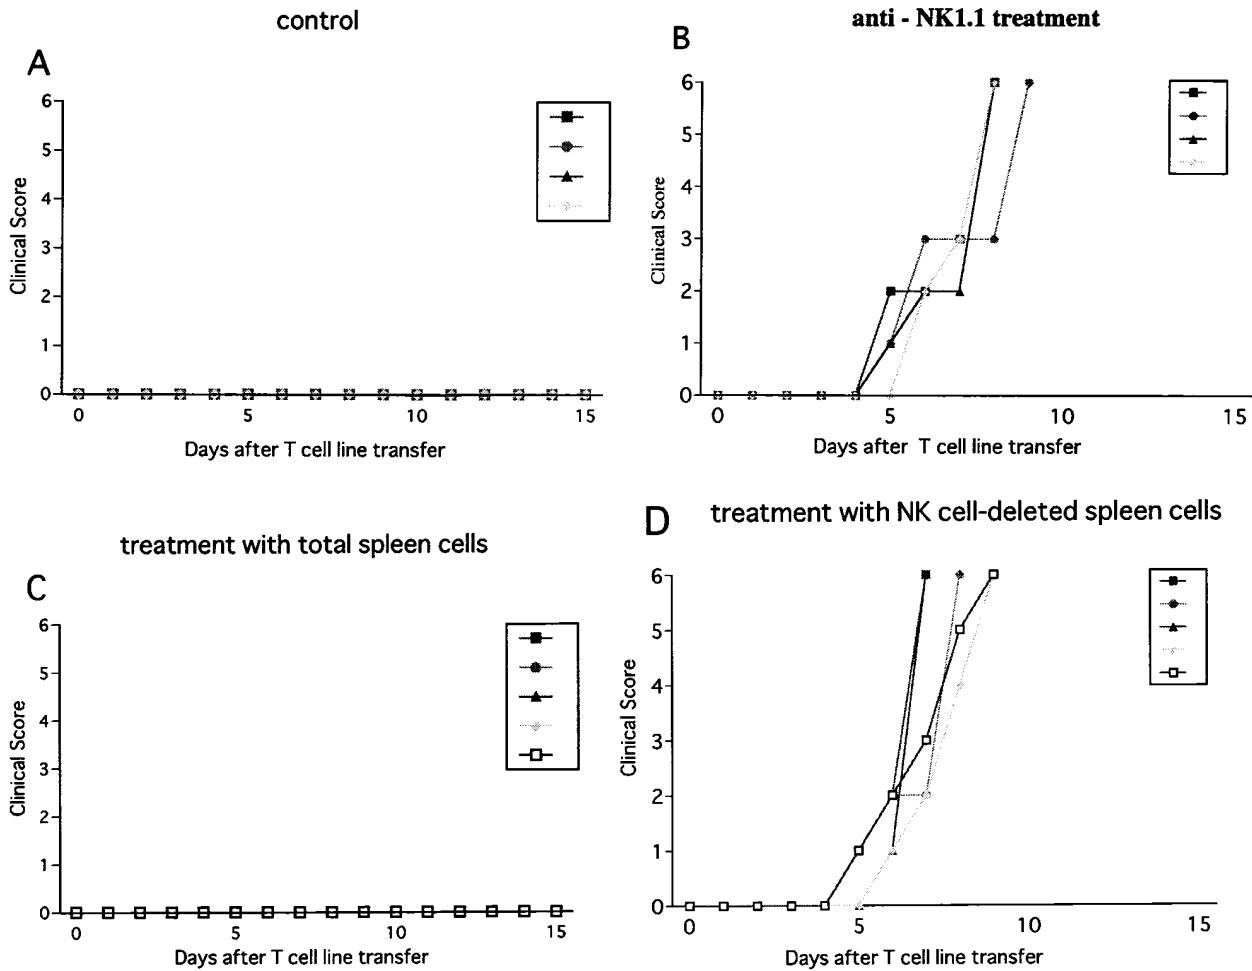 control
A
6
5
4
3
2
1
0
Clinical Score
0 5 10 15
Days after T cell line transfer
anti - NK1.1 treatment
B
6
5
4
3
2
1
0
Clinical Score
0 5 10 15
Days after T cell line transfer
treatment with total spleen cells
C
6
5
4
3
2
1
0
Clinical Score
0 5 10 15
Days after T cell line transfer
treatment with NK cell-deleted spleen cells
D
6
5
4
3
2
1
0
Clinical Score
0 5 10 15
Days after T cell line transfer